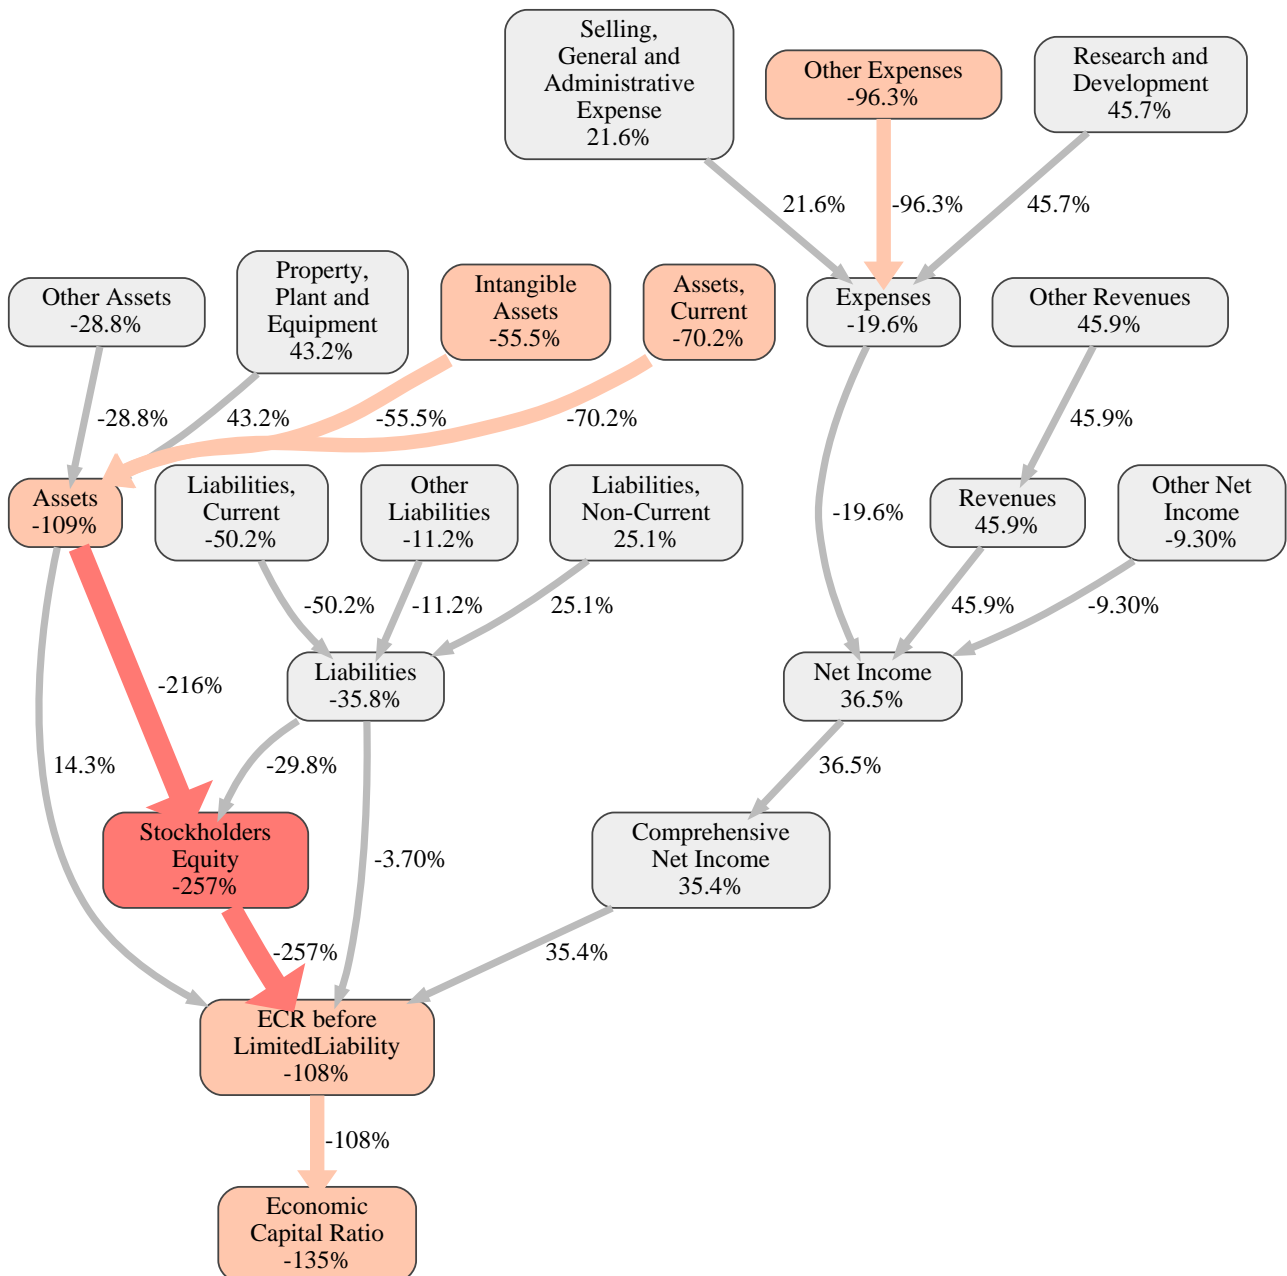 Selling,
General and
Administrative
Expense
21.6%
Other Expenses
-96.3%
Research and
Development
45.7%
21.6%
-96.3%
45.7%
Other Assets
-28.8%
Property,
Plant and
Equipment
43.2%
Intangible
Assets
-55.5%
Assets,
Current
-70.2%
Expenses
-19.6%
Other Revenues
45.9%
-28.8%
43.2%
-55.5%
-70.2%
45.9%
Assets
-109%
Liabilities,
Current
-50.2%
Other
Liabilities
-11.2%
Liabilities,
Non-Current
25.1%
-19.6%
Revenues
45.9%
Other Net
Income
-9.30%
-50.2%
-11.2%
25.1%
45.9%
-9.30%
Liabilities
-35.8%
Net Income
36.5%
-216%
14.3%
-29.8%
-3.70%
36.5%
Stockholders
Equity
-257%
Comprehensive
Net Income
35.4%
-257%
35.4%
ECR before
LimitedLiability
-108%
-108%
Economic
Capital Ratio
-135%